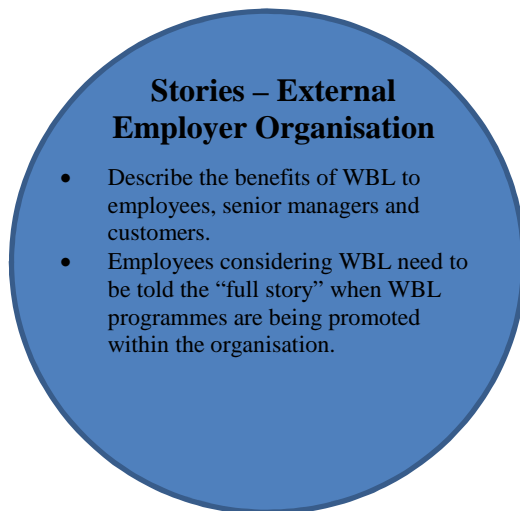 Stories – External
Employer Organisation
• Describe the benefits of WBL to
employees, senior managers and
customers.
• Employees considering WBL need to
be told the “full story” when WBL
programmes are being promoted
within the organisation.